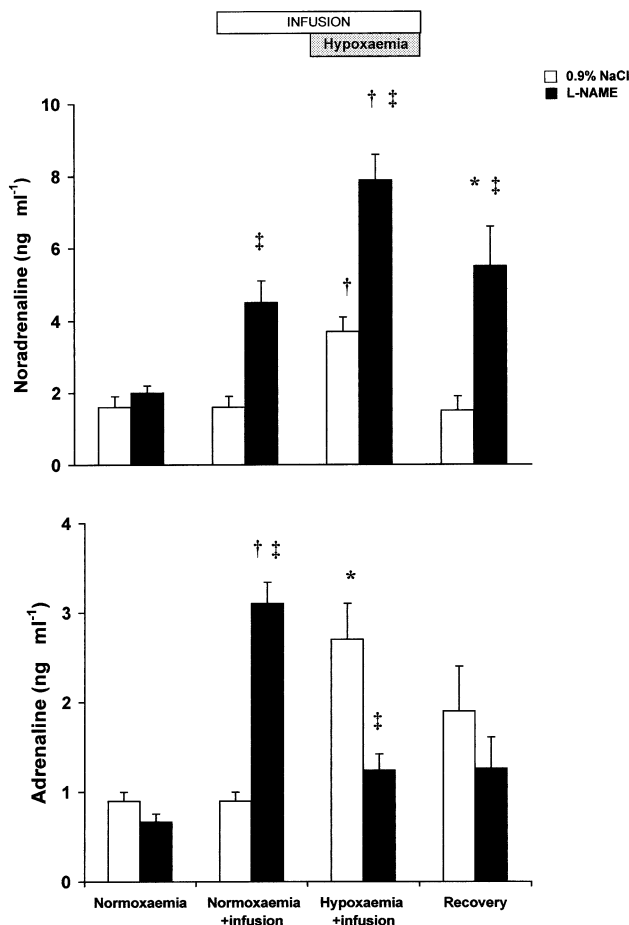 INFUSION
Hypoxaemia
0.9% NaCl
L-NAME
Noradrenaline (ng ml-1)
10
8
6
4
2
0
† ‡
* ‡
‡
†
Adrenaline (ng ml-1)
4
3
2
1
0
† ‡
*
‡
Normoxaemia
Normoxaemia
+infusion
Hypoxaemia
+infusion
Recovery